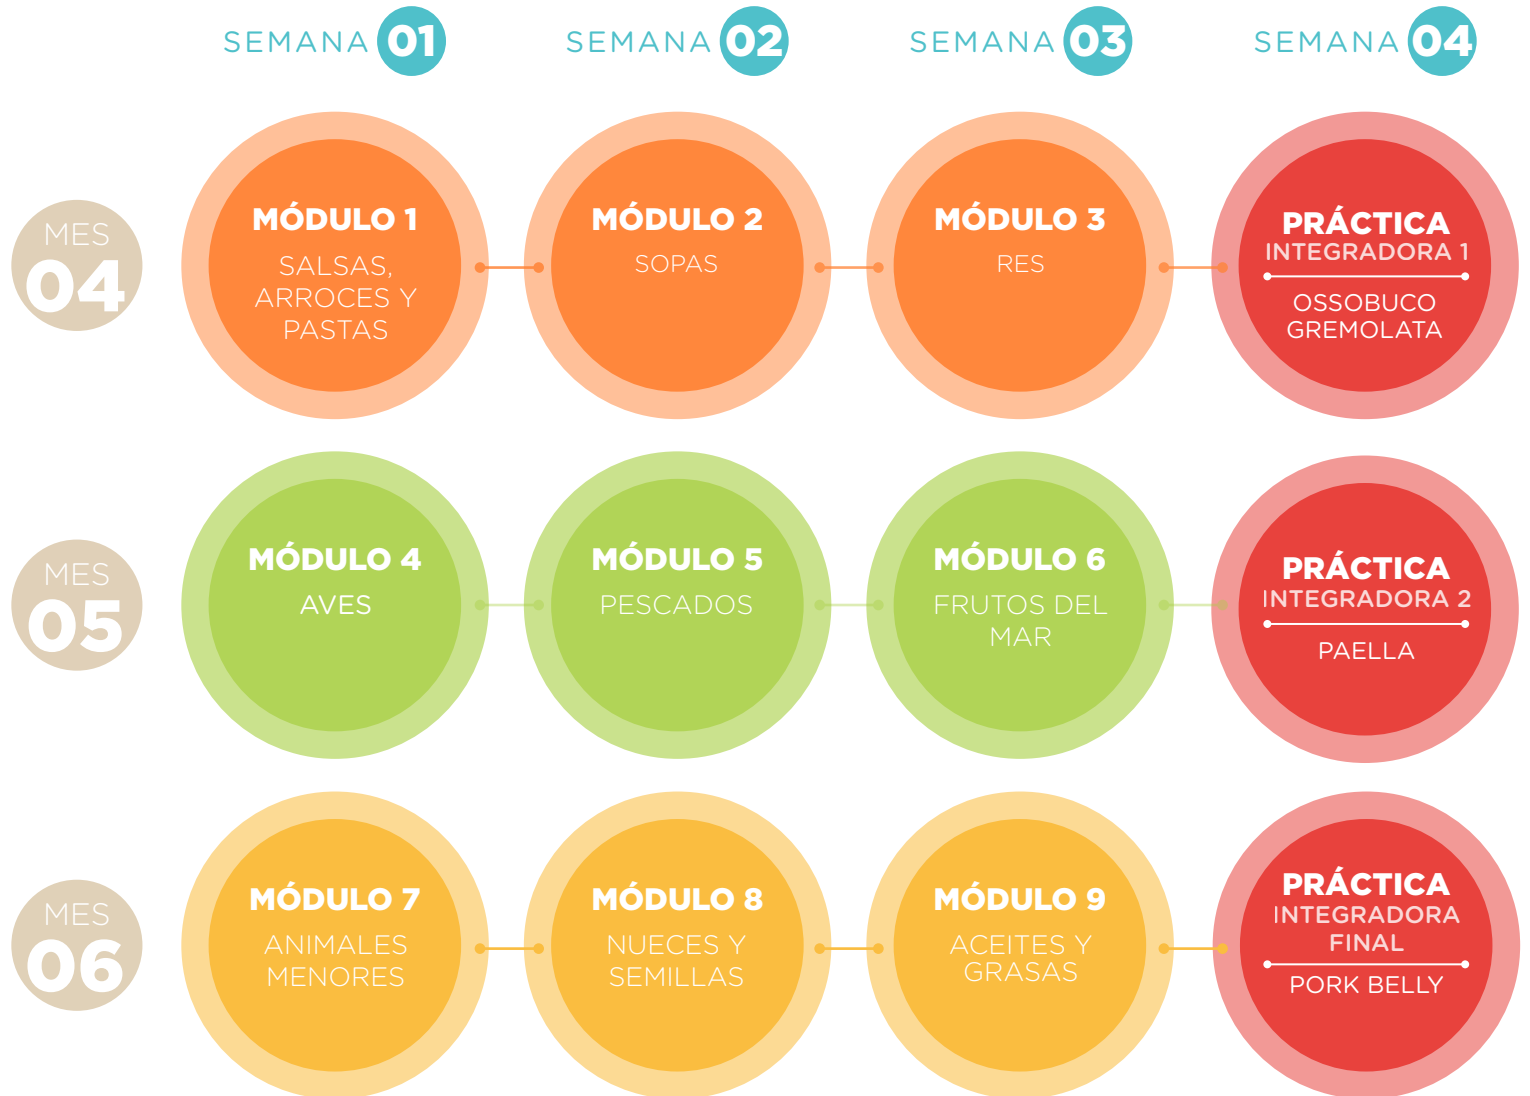 SEMANA 01
SEMANA 02
SEMANA 03
SEMANA 04
MES
04
MÓDULO 1
SALSAS,
ARROCES Y
PASTAS
MÓDULO 2
SOPAS
MÓDULO 3
RES
PRÁCTICA
INTEGRADORA 1
OSSOBUCO
GREMOLATA
MES
05
MÓDULO 4
AVES
MÓDULO 5
PESCADOS
MÓDULO 6
FRUTOS DEL
MAR
PRÁCTICA
INTEGRADORA 2
PAELLA
MES
06
MÓDULO 7
ANIMALES
MENORES
MÓDULO 8
NUECES Y
SEMILLAS
MÓDULO 9
ACEITES Y
GRASAS
PRÁCTICA
INTEGRADORA
FINAL
PORK BELLY